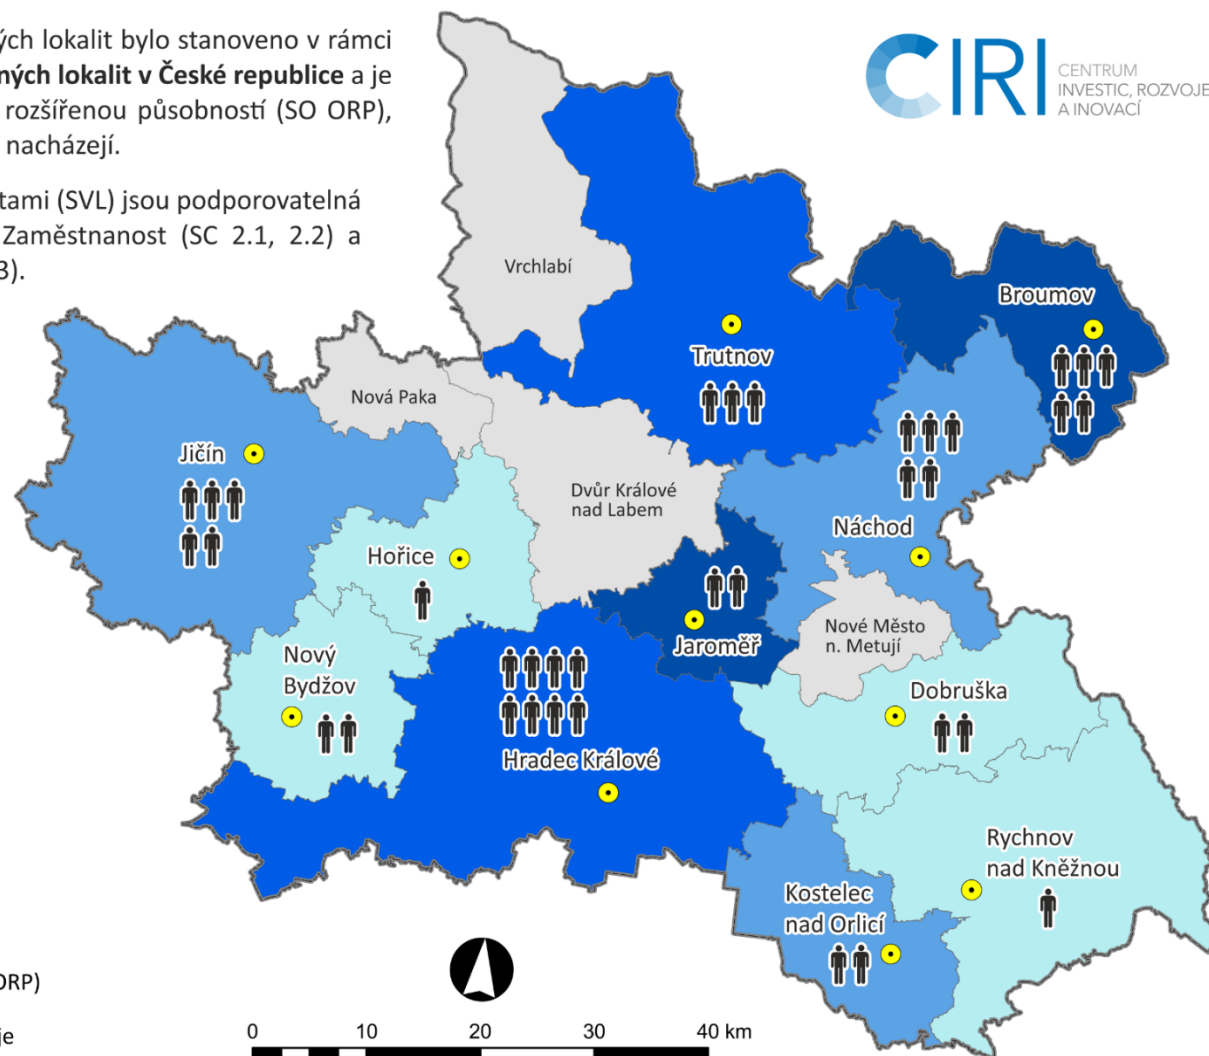 ých lokalit bylo stanoveno v rámci
ných lokalit v České republice a je
rozšířenou působností (SO ORP),
nacházejí.
tami (SVL) jsou podporovatelná
Zaměstnanost (SC 2.1, 2.2) a
3).
CIRI
CENTRUM
INVESTIC, ROZVOJE
A INOVACÍ
Vrchlabí
Broumov
Trutnov
Nová Paka
Jičín
Dvůr Králové
nad Labem
Náchod
Hořice
Jaroměř
Nové Město
n. Metují
Nový
Bydžov
Dobruška
Hradec Králové
Rychnov
nad Kněžnou
Kostelec
nad Orlicí
ORP)
je
0 10 20 30 40 km